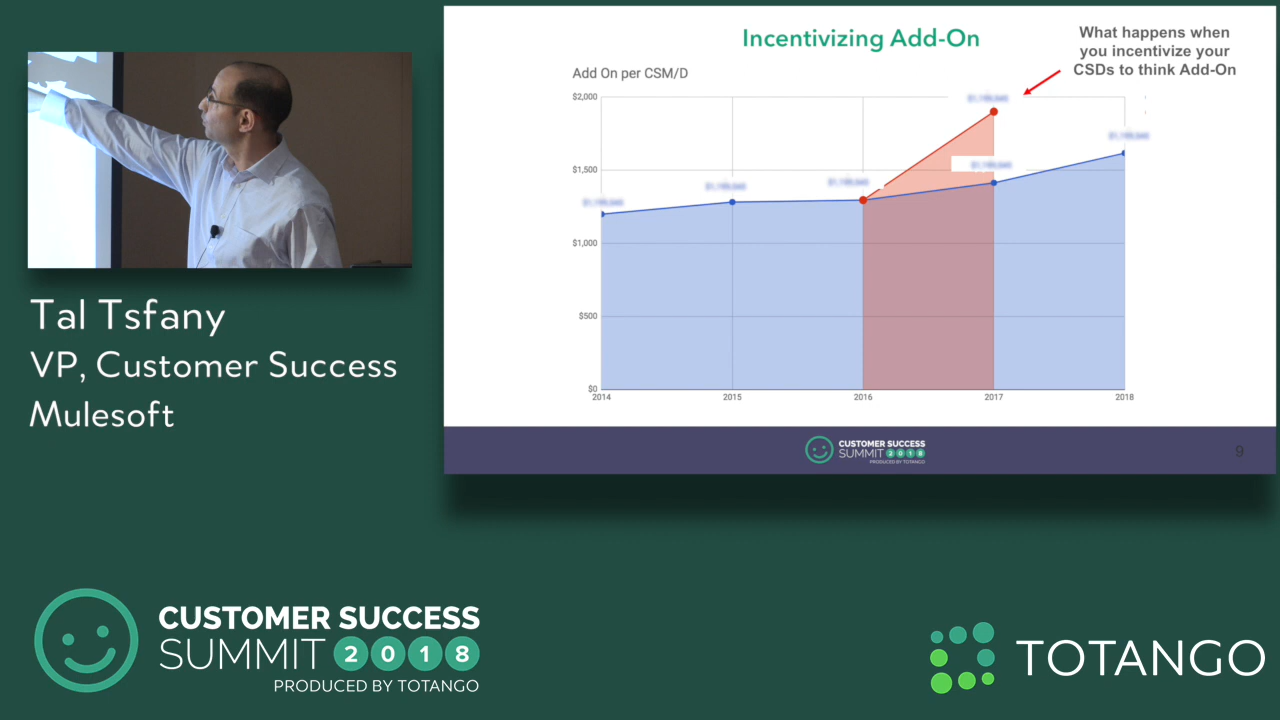 Tal Tsfany
VP, Customer Success
Mulesoft
Incentivizing Add-On
What happens when
you incentivize your
CSDs to think Add-On
Add On per CSM/D
$2,000
$1,500
$1,000
$500
$0
2014
2015
2016
2017
2018
CUSTOMER SUCCESS
SUMMIT 2018
PRODUCED BY TOTANGO
9
CUSTOMER SUCCESS
SUMMIT 2018
PRODUCED BY TOTANGO
TOTANGO